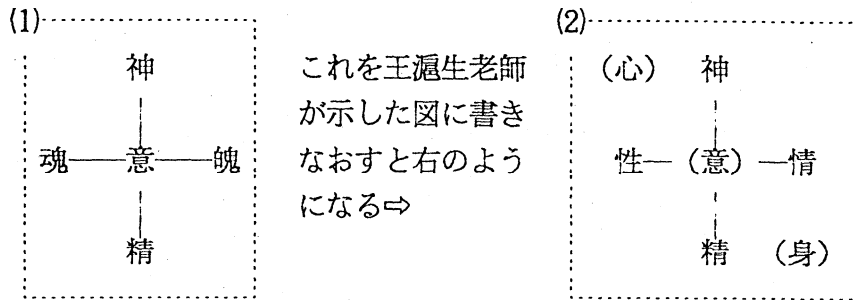 (1)
神
魂――意――魄
精
これを王滬生老師
が示した図に書き
なおすと右のよう
になる⇨
(2)
（心） 神
性―（意）―情
精 （身）